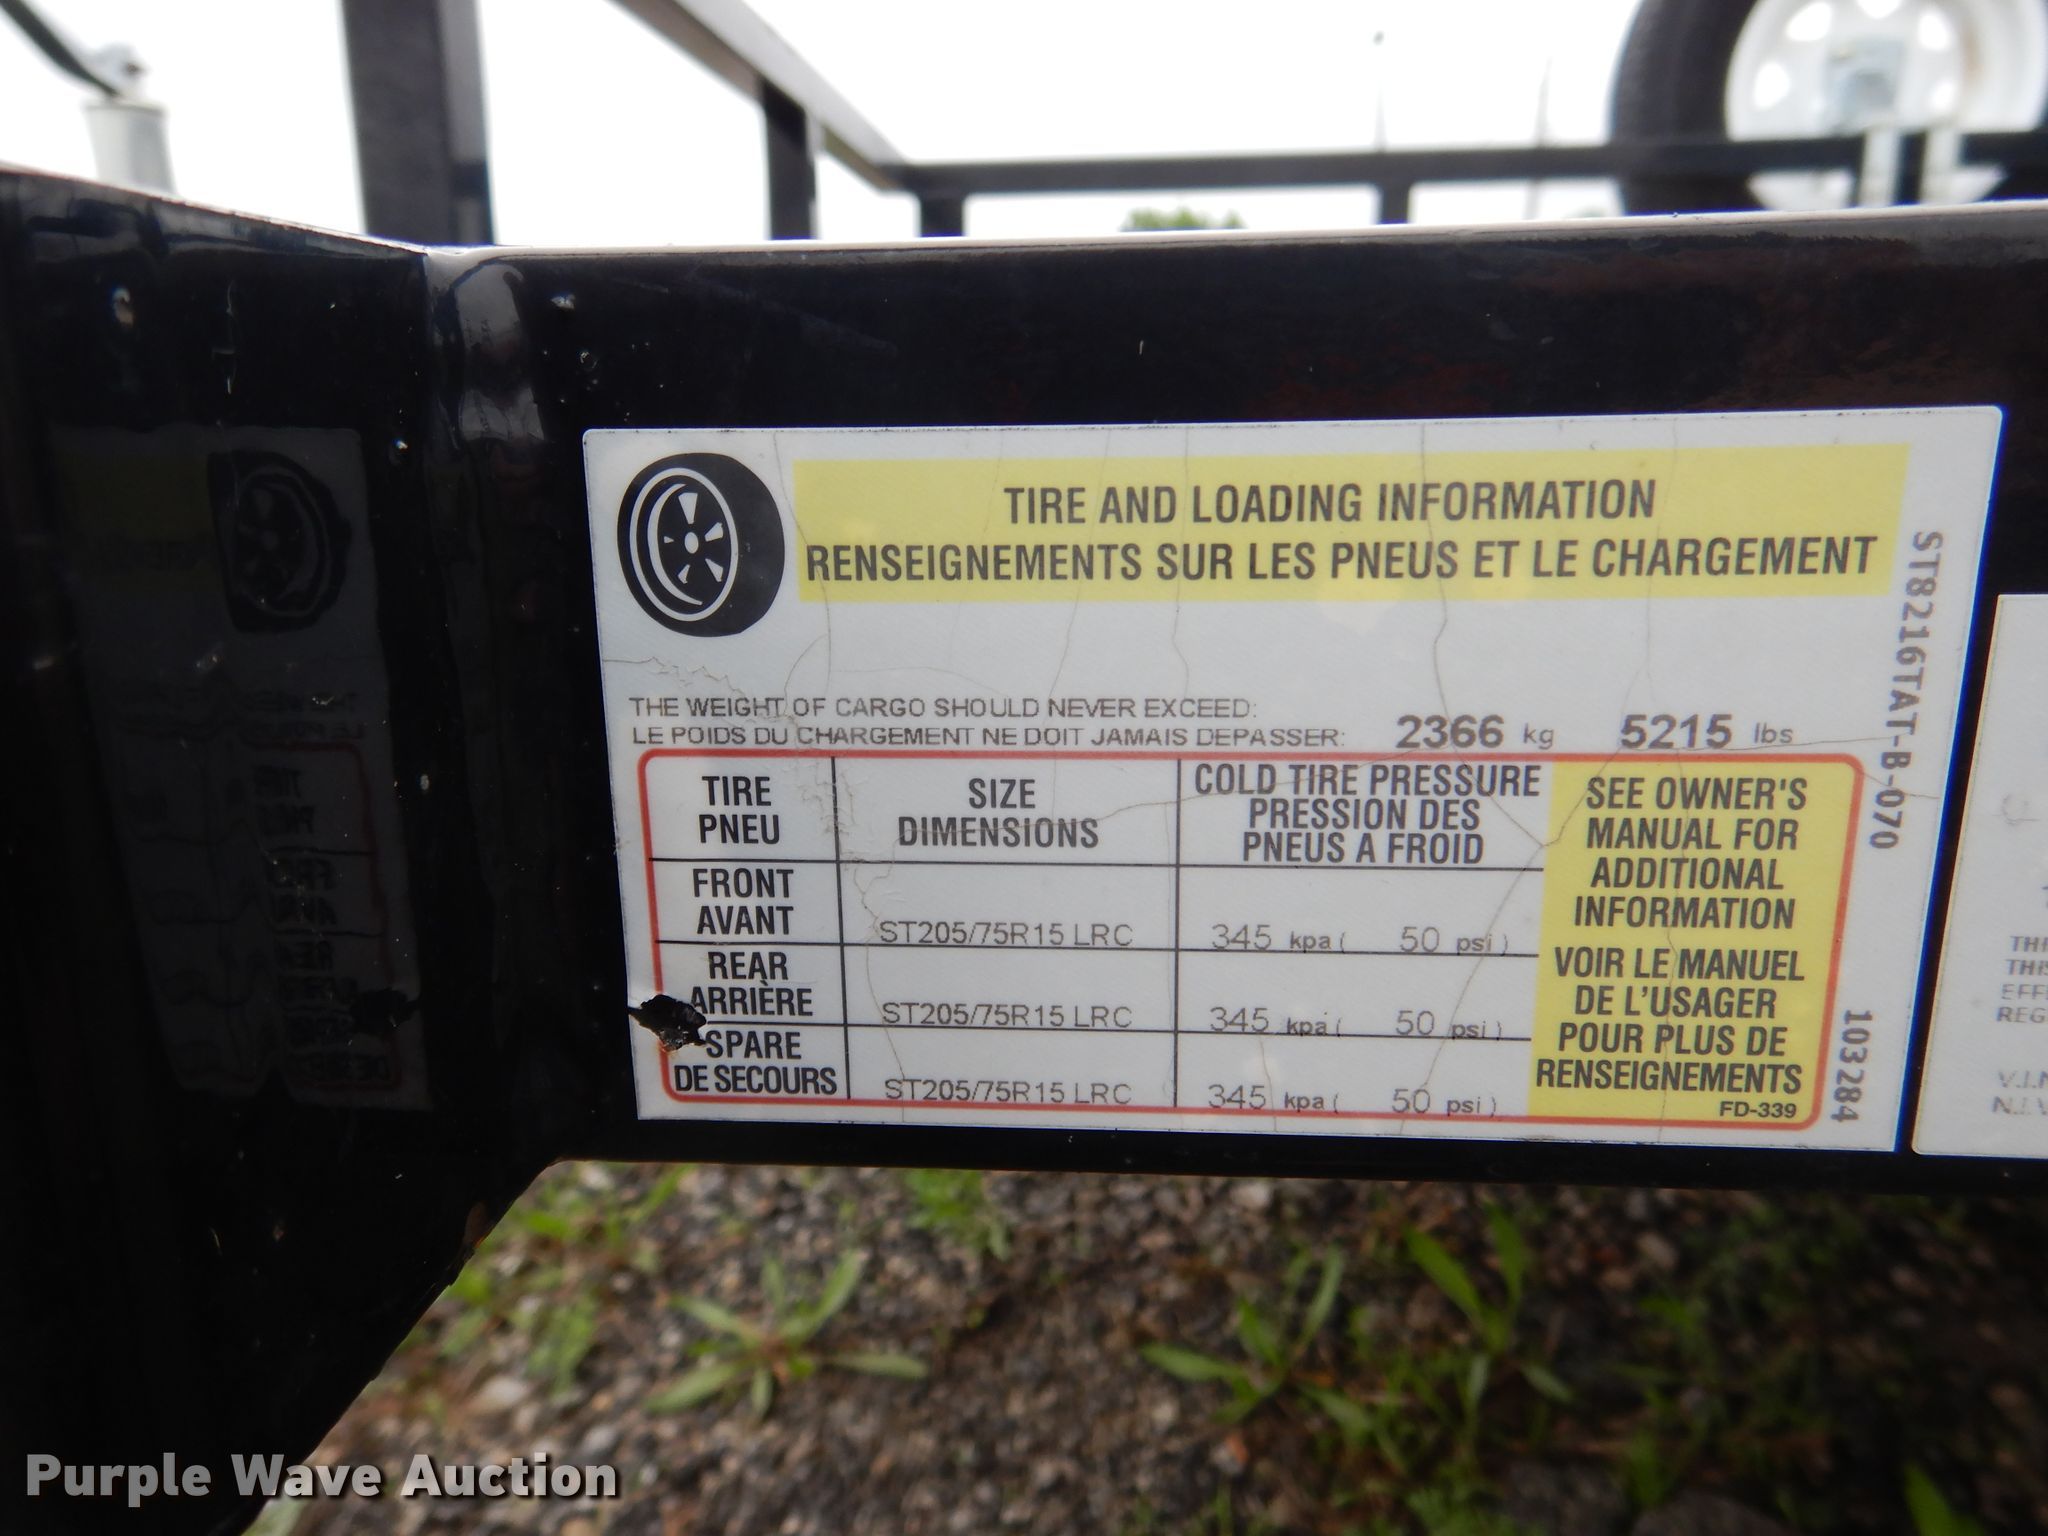 TIRE AND LOADING INFORMATION
RENSEIGNEMENTS SUR LES PNEUS ET LE CHARGEMENT
THE WEIGHT OF CARGO SHOULD NEVER EXCEED:
LE POIDS DU CHARGEMENT NE DOIT JAMAIS DEPASSER: 2366 kg 5215 lbs
TIRE
PNEU
SIZE
DIMENSIONS
COLD TIRE PRESSURE
PRESSION DES
PNEUS A FROID
FRONT
AVANT
ST205/75R15 LRC
345 kpa ( 50 psi )
REAR
ARRIÈRE
ST205/75R15 LRC
345 kpa ( 50 psi )
SPARE
DE SECOURS
ST205/75R15 LRC
345 kpa ( 50 psi )
SEE OWNER'S
MANUAL FOR
ADDITIONAL
INFORMATION
VOIR LE MANUEL
DE L'USAGER
POUR PLUS DE
RENSEIGNEMENTS
FD-339
ST8216TAT-B-070
103284
REG
V.I.N
N.I.V
Purple Wave Auction